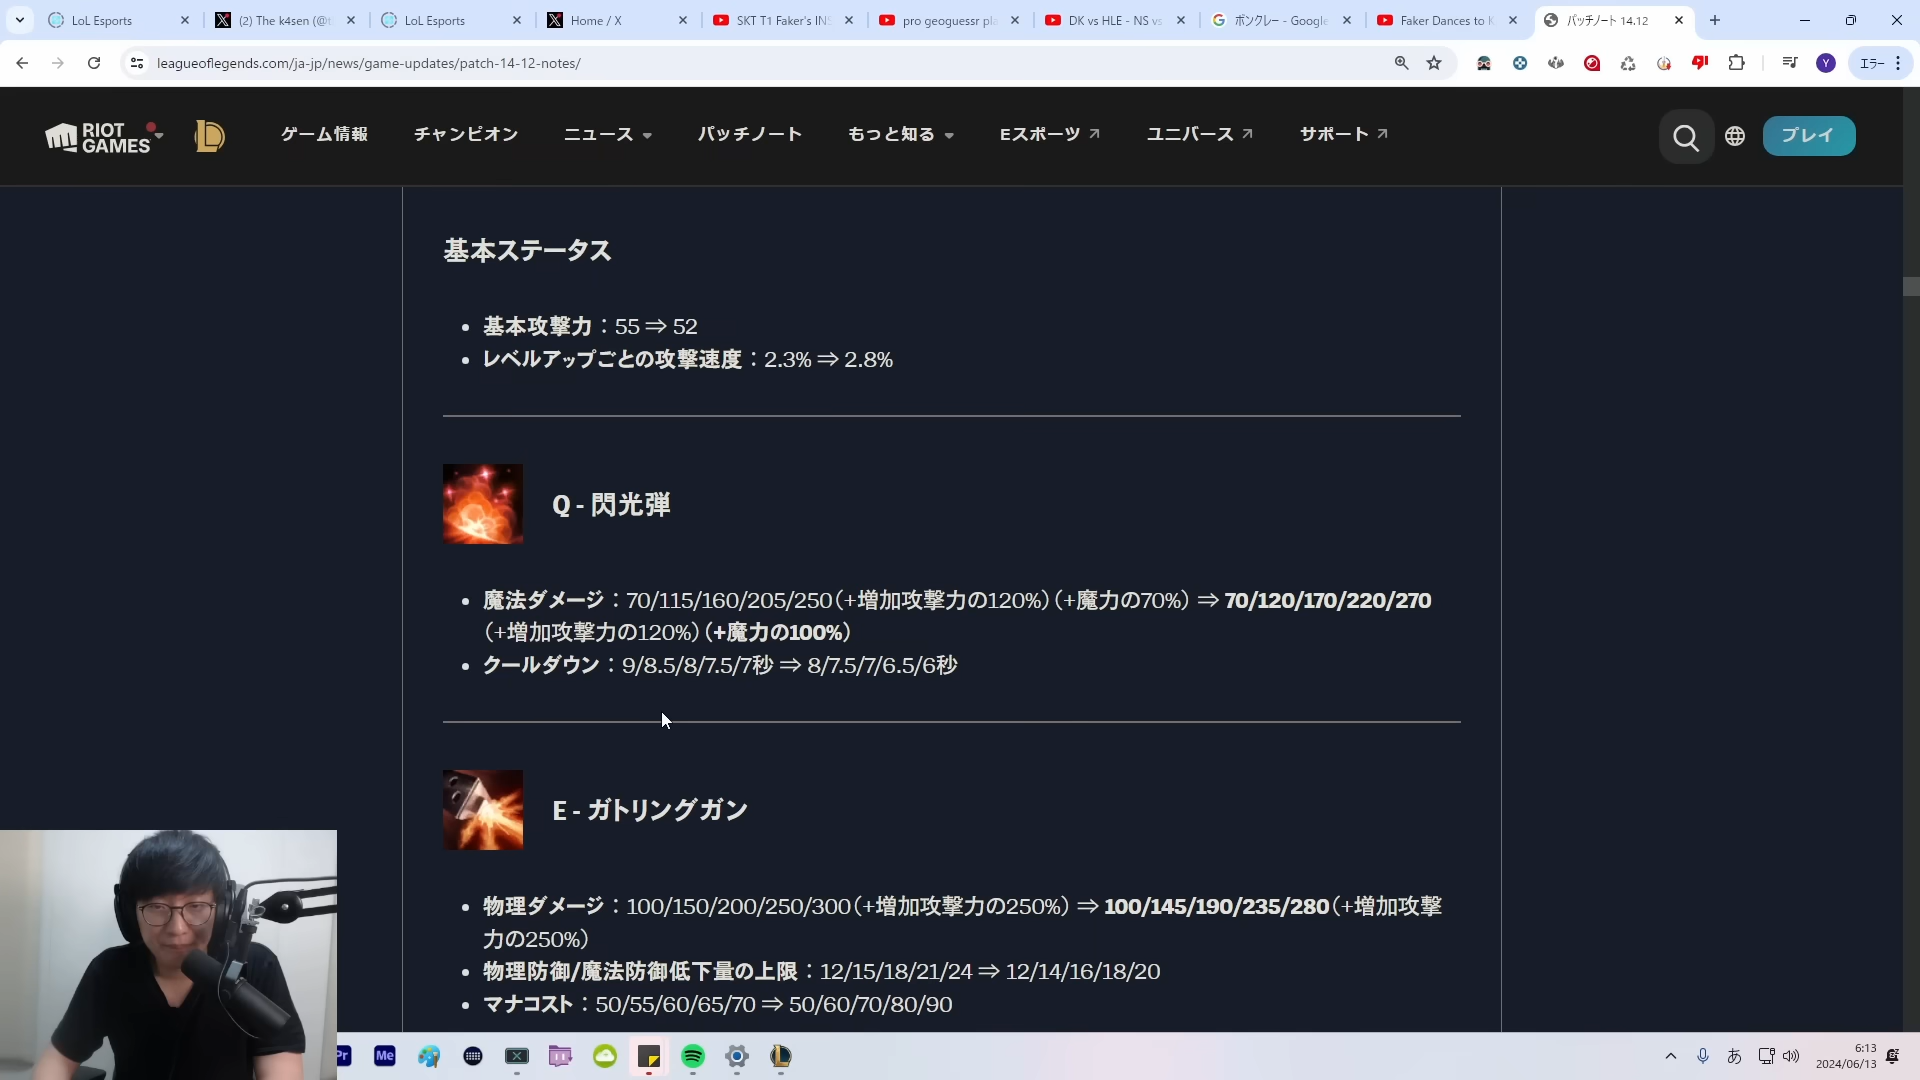 LoL Esports
(2) The k4sen (@t
LoL Esports
Home / X
SKT T1 Faker's INS
pro geoguessr pla
DK vs HLE - NS vs
ボンクレー - Google
Faker Dances to K
パッチノート 14.12
leagueoflegends.com/ja-jp/news/game-updates/patch-14-12-notes/
Y
エラー
RIOT GAMES
ゲーム情報
チャンピオン
ニュース
パッチノート
もっと知る
Eスポーツ
ユニバース
サポート
プレイ
基本ステータス
• 基本攻撃力：55 ⇒ 52
• レベルアップごとの攻撃速度：2.3% ⇒ 2.8%
Q - 閃光弾
• 魔法ダメージ：70/115/160/205/250（+増加攻撃力の120%）（+魔力の70%） ⇒ 70/120/170/220/270
（+増加攻撃力の120%）（+魔力の100%）
• クールダウン：9/8.5/8/7.5/7秒 ⇒ 8/7.5/7/6.5/6秒
E - ガトリングガン
• 物理ダメージ：100/150/200/250/300（+増加攻撃力の250%） ⇒ 100/145/190/235/280（+増加攻撃
力の250%）
• 物理防御/魔法防御低下量の上限：12/15/18/21/24 ⇒ 12/14/16/18/20
• マナコスト：50/55/60/65/70 ⇒ 50/60/70/80/90
Pr
Me
あ
6:13
2024/06/13